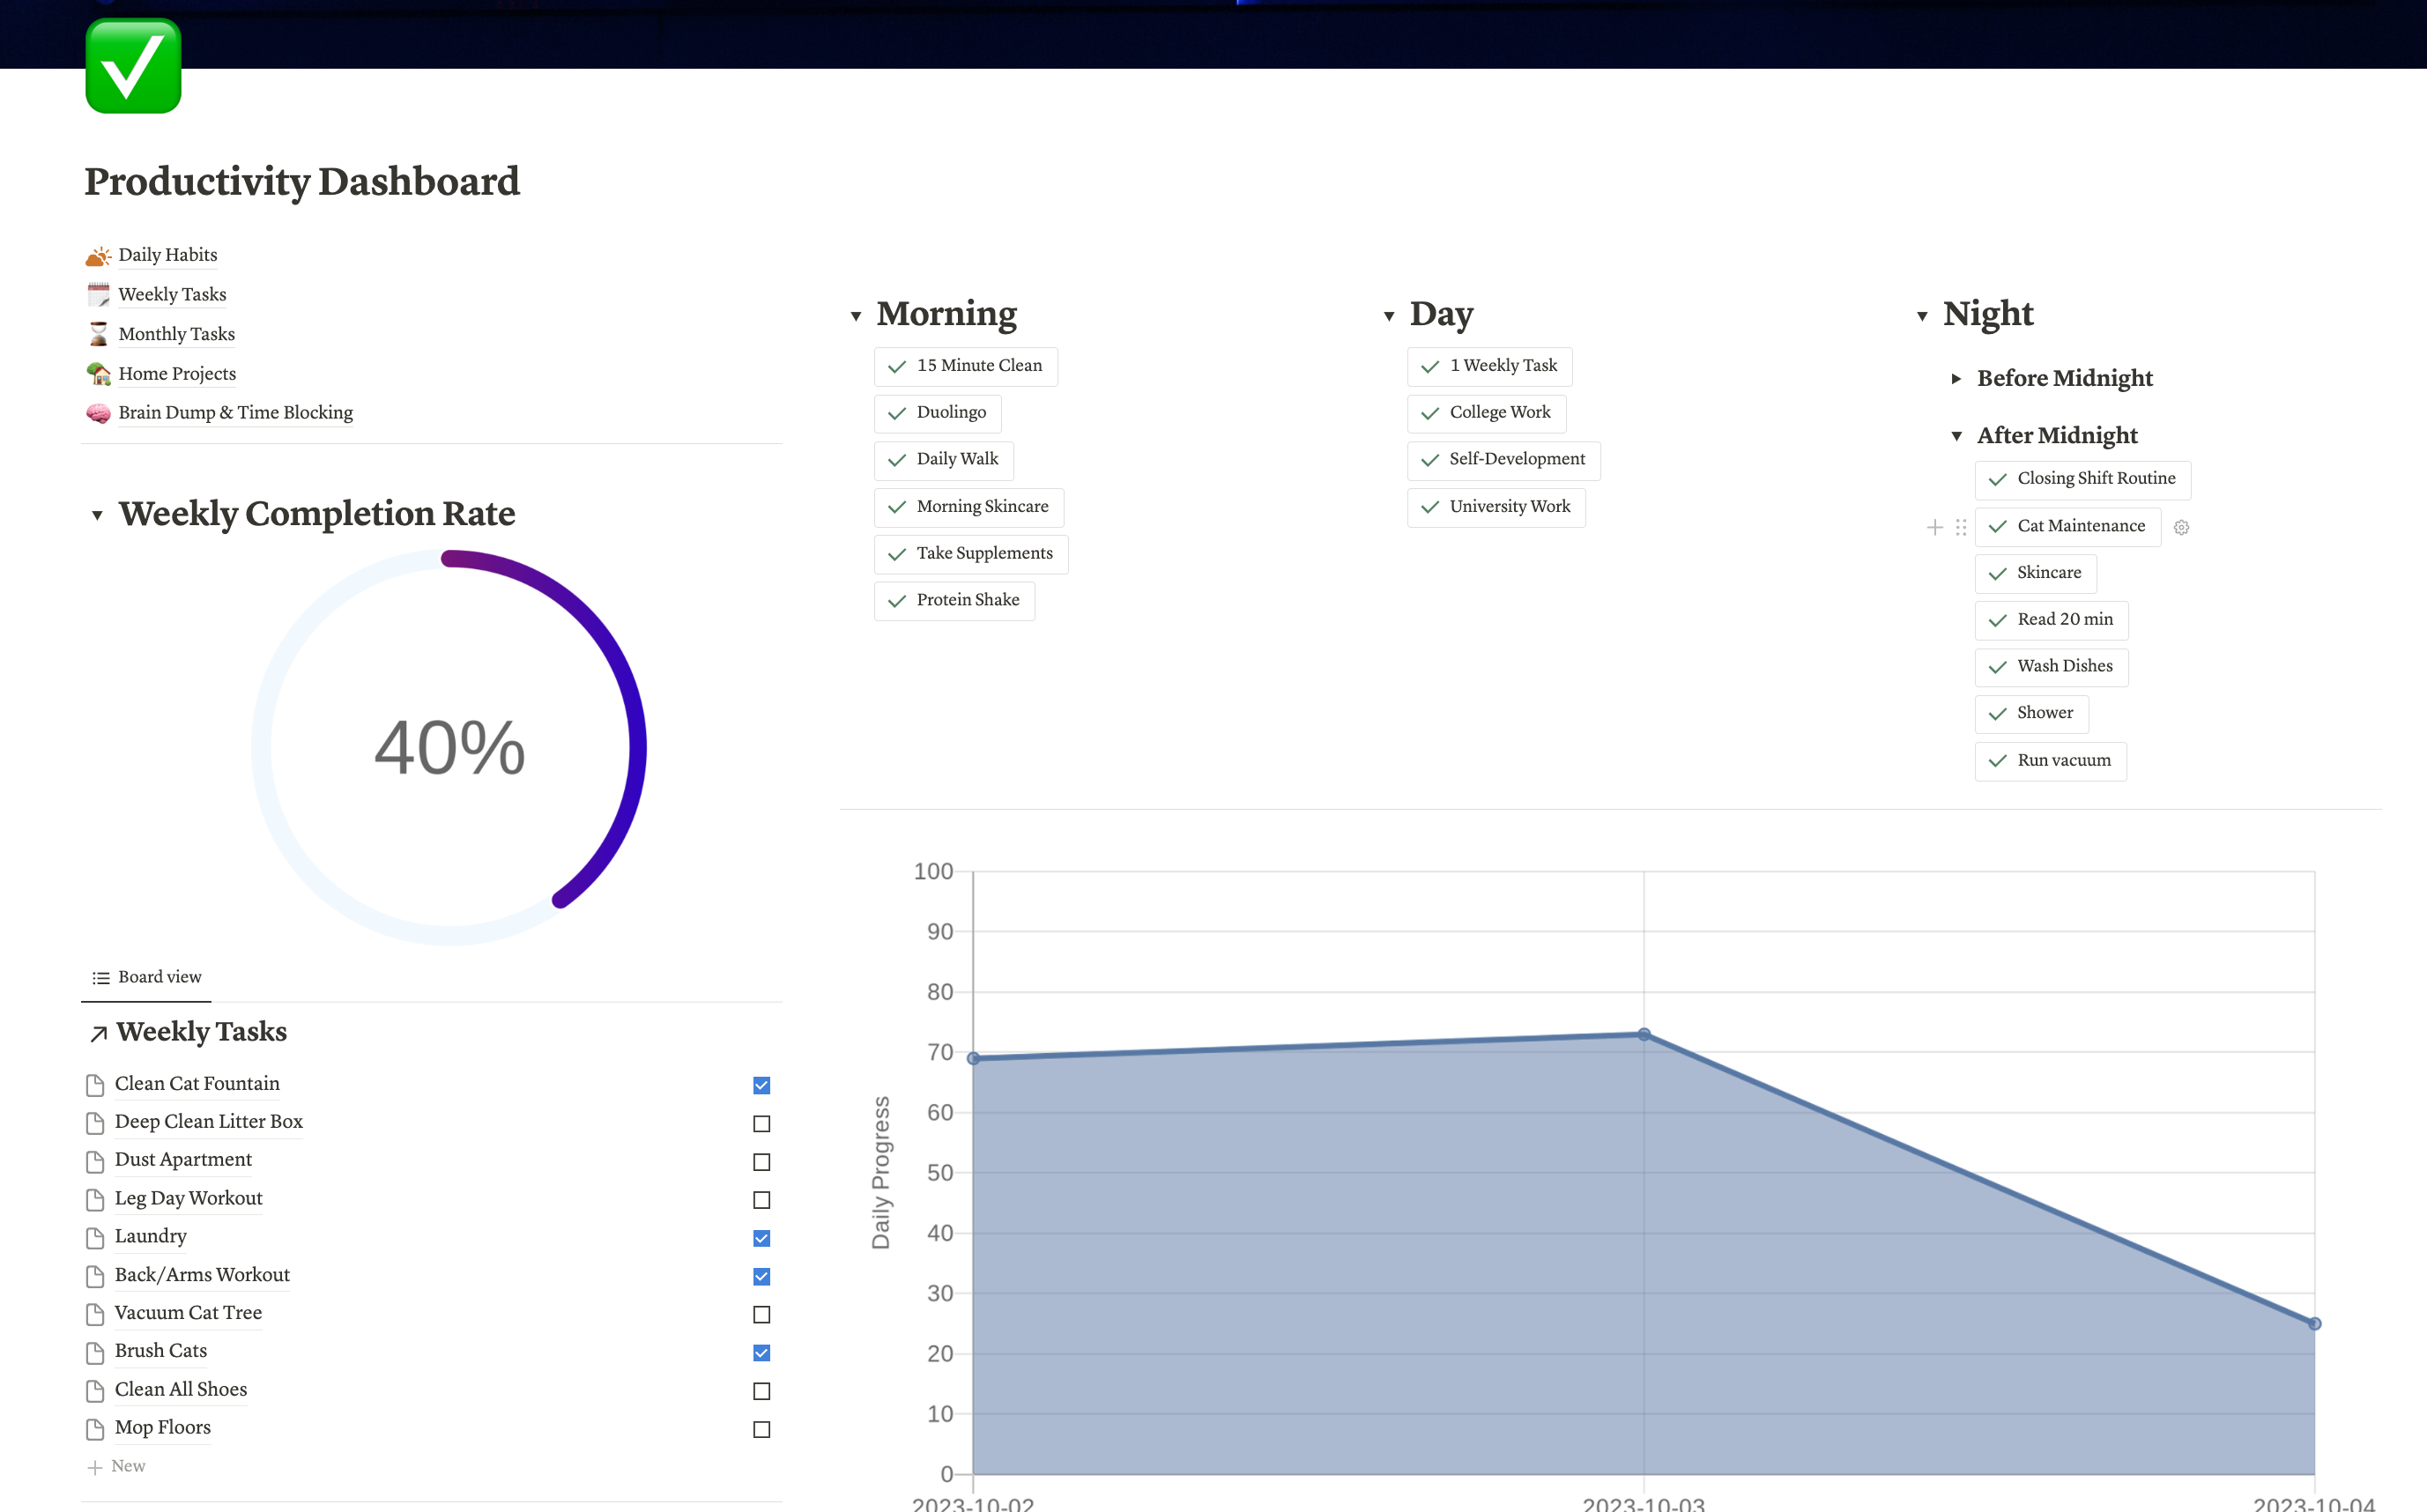 Productivity Dashboard
Daily Habits
Weekly Tasks
Monthly Tasks
Home Projects
Brain Dump & Time Blocking
Weekly Completion Rate
40%
Board view
Weekly Tasks
Clean Cat Fountain
Deep Clean Litter Box
Dust Apartment
Leg Day Workout
Laundry
Back/Arms Workout
Vacuum Cat Tree
Brush Cats
Clean All Shoes
Mop Floors
New
Morning
15 Minute Clean
Duolingo
Daily Walk
Morning Skincare
Take Supplements
Protein Shake
Day
1 Weekly Task
College Work
Self-Development
University Work
Night
Before Midnight
After Midnight
Closing Shift Routine
Cat Maintenance
Skincare
Read 20 min
Wash Dishes
Shower
Run vacuum
Daily Progress
100
90
80
70
60
50
40
30
20
10
0
2023-10-02
2023-10-03
2023-10-04